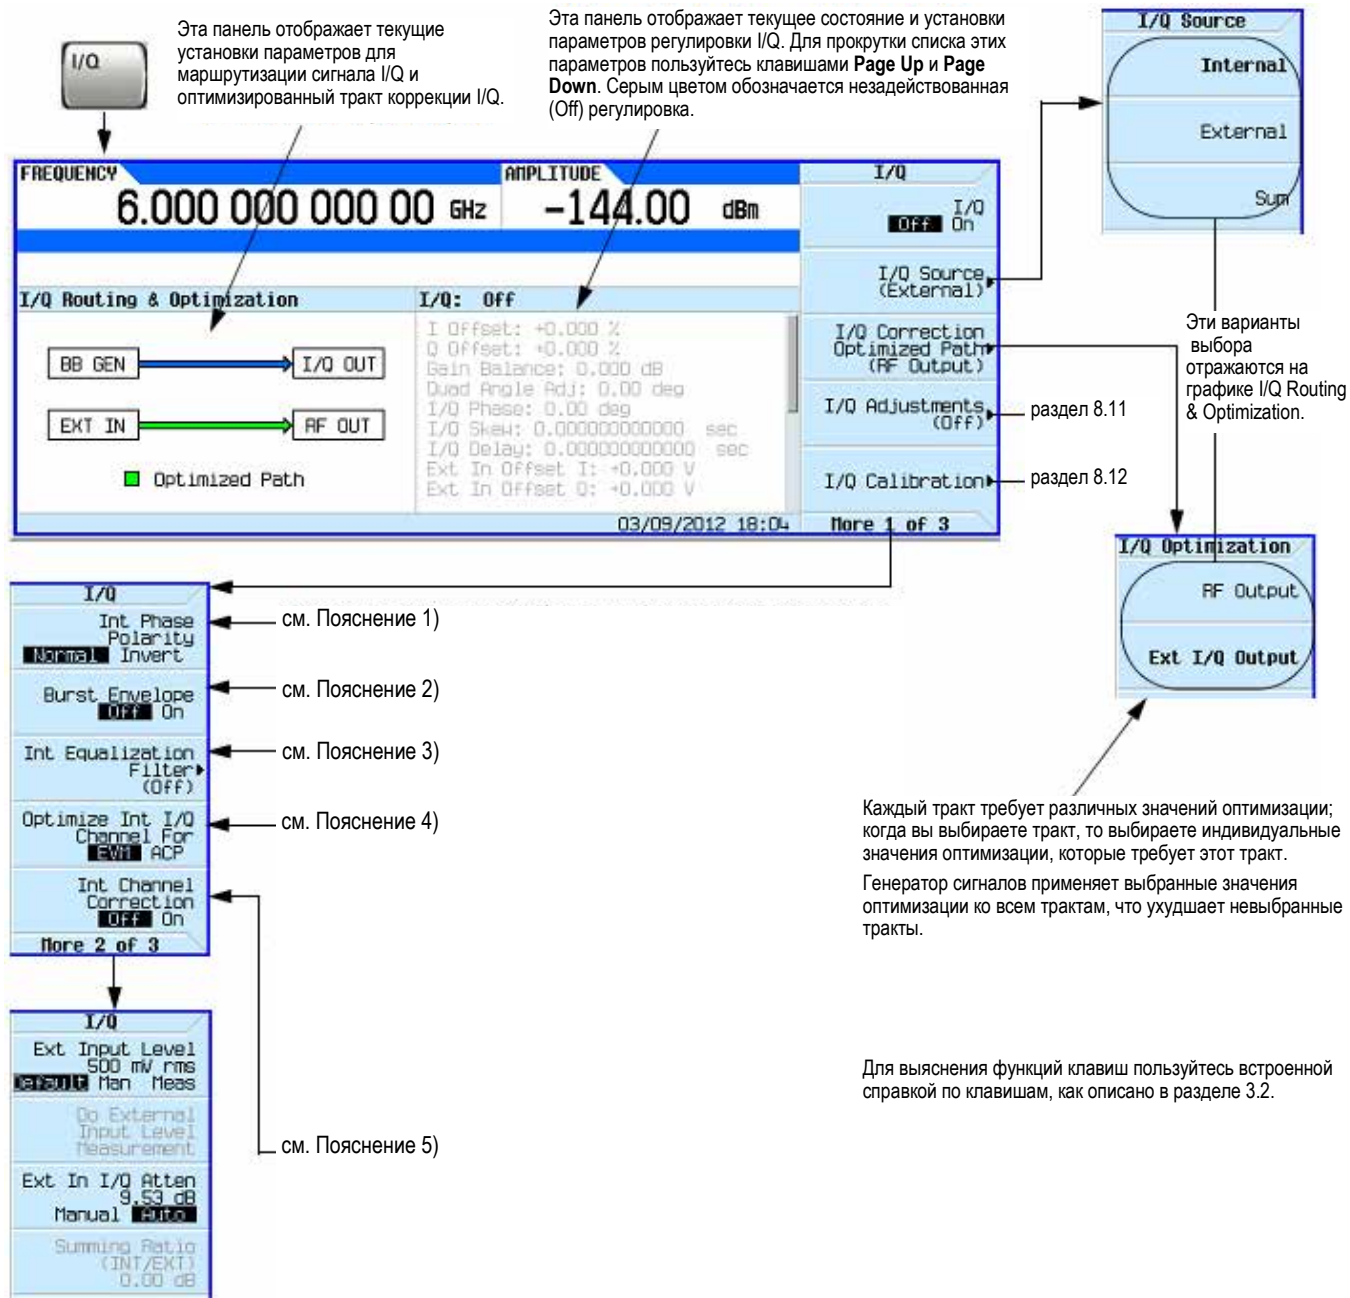 I/Q
Эта панель отображает текущие
установки параметров для
маршрутизации сигнала I/Q и
оптимизированный тракт коррекции I/Q.
Эта панель отображает текущее состояние и установки
параметров регулировки I/Q. Для прокрутки списка этих
параметров пользуйтесь клавишами Page Up и Page
Down. Серым цветом обозначается незадействованная
(Off) регулировка.
I/Q Source
Internal
External
Sum
FREQUENCY
6.000 000 000 00 GHz
AMPLITUDE
-144.00 dBm
I/Q Routing & Optimization
BB GEN
I/Q OUT
EXT IN
RF OUT
Optimized Path
I/Q: Off
I Offset: +0.000 %
Q Offset: +0.000 %
Gain Balance: 0.000 dB
Quad Angle Adj: 0.00 deg
I/Q Phase: 0.00 deg
I/Q Skew: 0.000000000000 sec
I/Q Delay: 0.000000000000 sec
Ext In Offset I: +0.000 V
Ext In Offset Q: +0.000 V
03/09/2012 18:04
I/Q
I/Q
Off On
I/Q Source
(External)
I/Q Correction
Optimized Path
(RF Output)
I/Q Adjustments
(Off)
I/Q Calibration
More 1 of 3
раздел 8.11
раздел 8.12
Эти варианты
выбора
отражаются на
графике I/Q Routing
& Optimization.
I/Q Optimization
RF Output
Ext I/Q Output
I/Q
Int Phase
Polarity
Normal Invert
Burst Envelope
Off On
Int Equalization
Filter
(Off)
Optimize Int I/Q
Channel For
EVM ACP
Int Channel
Correction
Off On
More 2 of 3
см. Пояснение 1)
см. Пояснение 2)
см. Пояснение 3)
см. Пояснение 4)
см. Пояснение 5)
Каждый тракт требует различных значений оптимизации;
когда вы выбираете тракт, то выбираете индивидуальные
значения оптимизации, которые требует этот тракт.
Генератор сигналов применяет выбранные значения
оптимизации ко всем трактам, что ухудшает невыбранные
тракты.
I/Q
Ext Input Level
500 mV rms
Default Man Meas
Do External
Input Level
Measurement
Ext In I/Q Atten
9.53 dB
Manual Auto
Summing Ratio
(INT/EXT)
0.00 dB
Для выяснения функций клавиш пользуйтесь встроенной
справкой по клавишам, как описано в разделе 3.2.